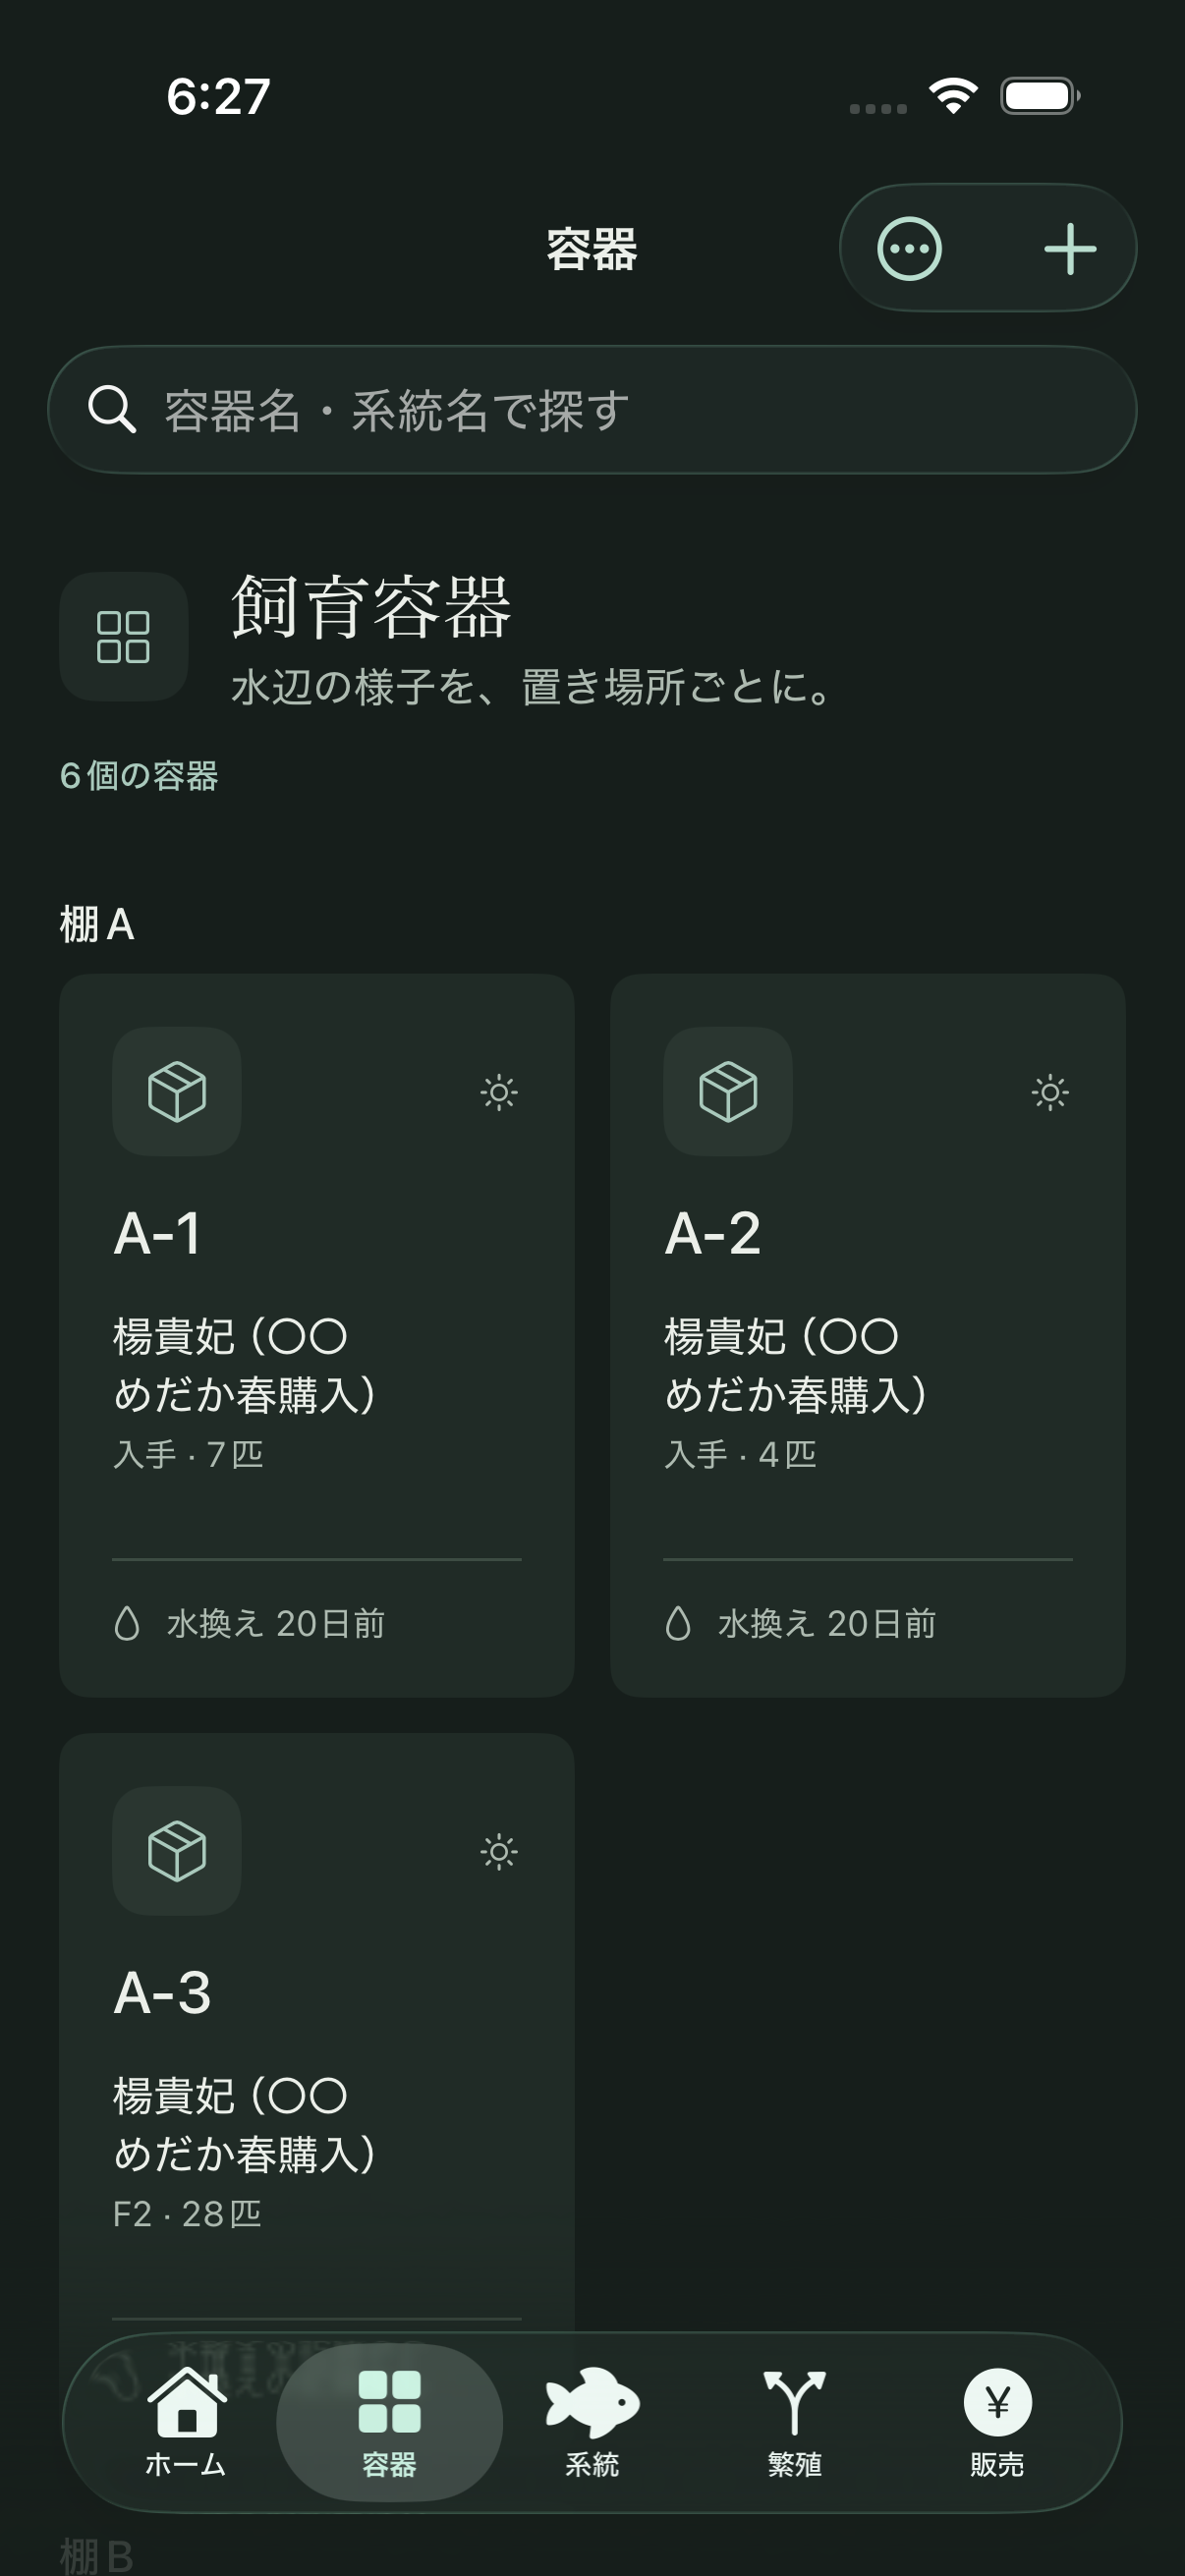 6:27
容器
容器名・系統名で探す
飼育容器
水辺の様子を、置き場所ごとに。
6個の容器
棚 A
A-1
楊貴妃（〇〇
めだか春購入）
入手 · 7匹
水換え 20日前
A-2
楊貴妃（〇〇
めだか春購入）
入手 · 4匹
水換え 20日前
A-3
楊貴妃（〇〇
めだか春購入）
F2 · 28匹
ホーム
容器
系統
繁殖
¥
販売
棚 B